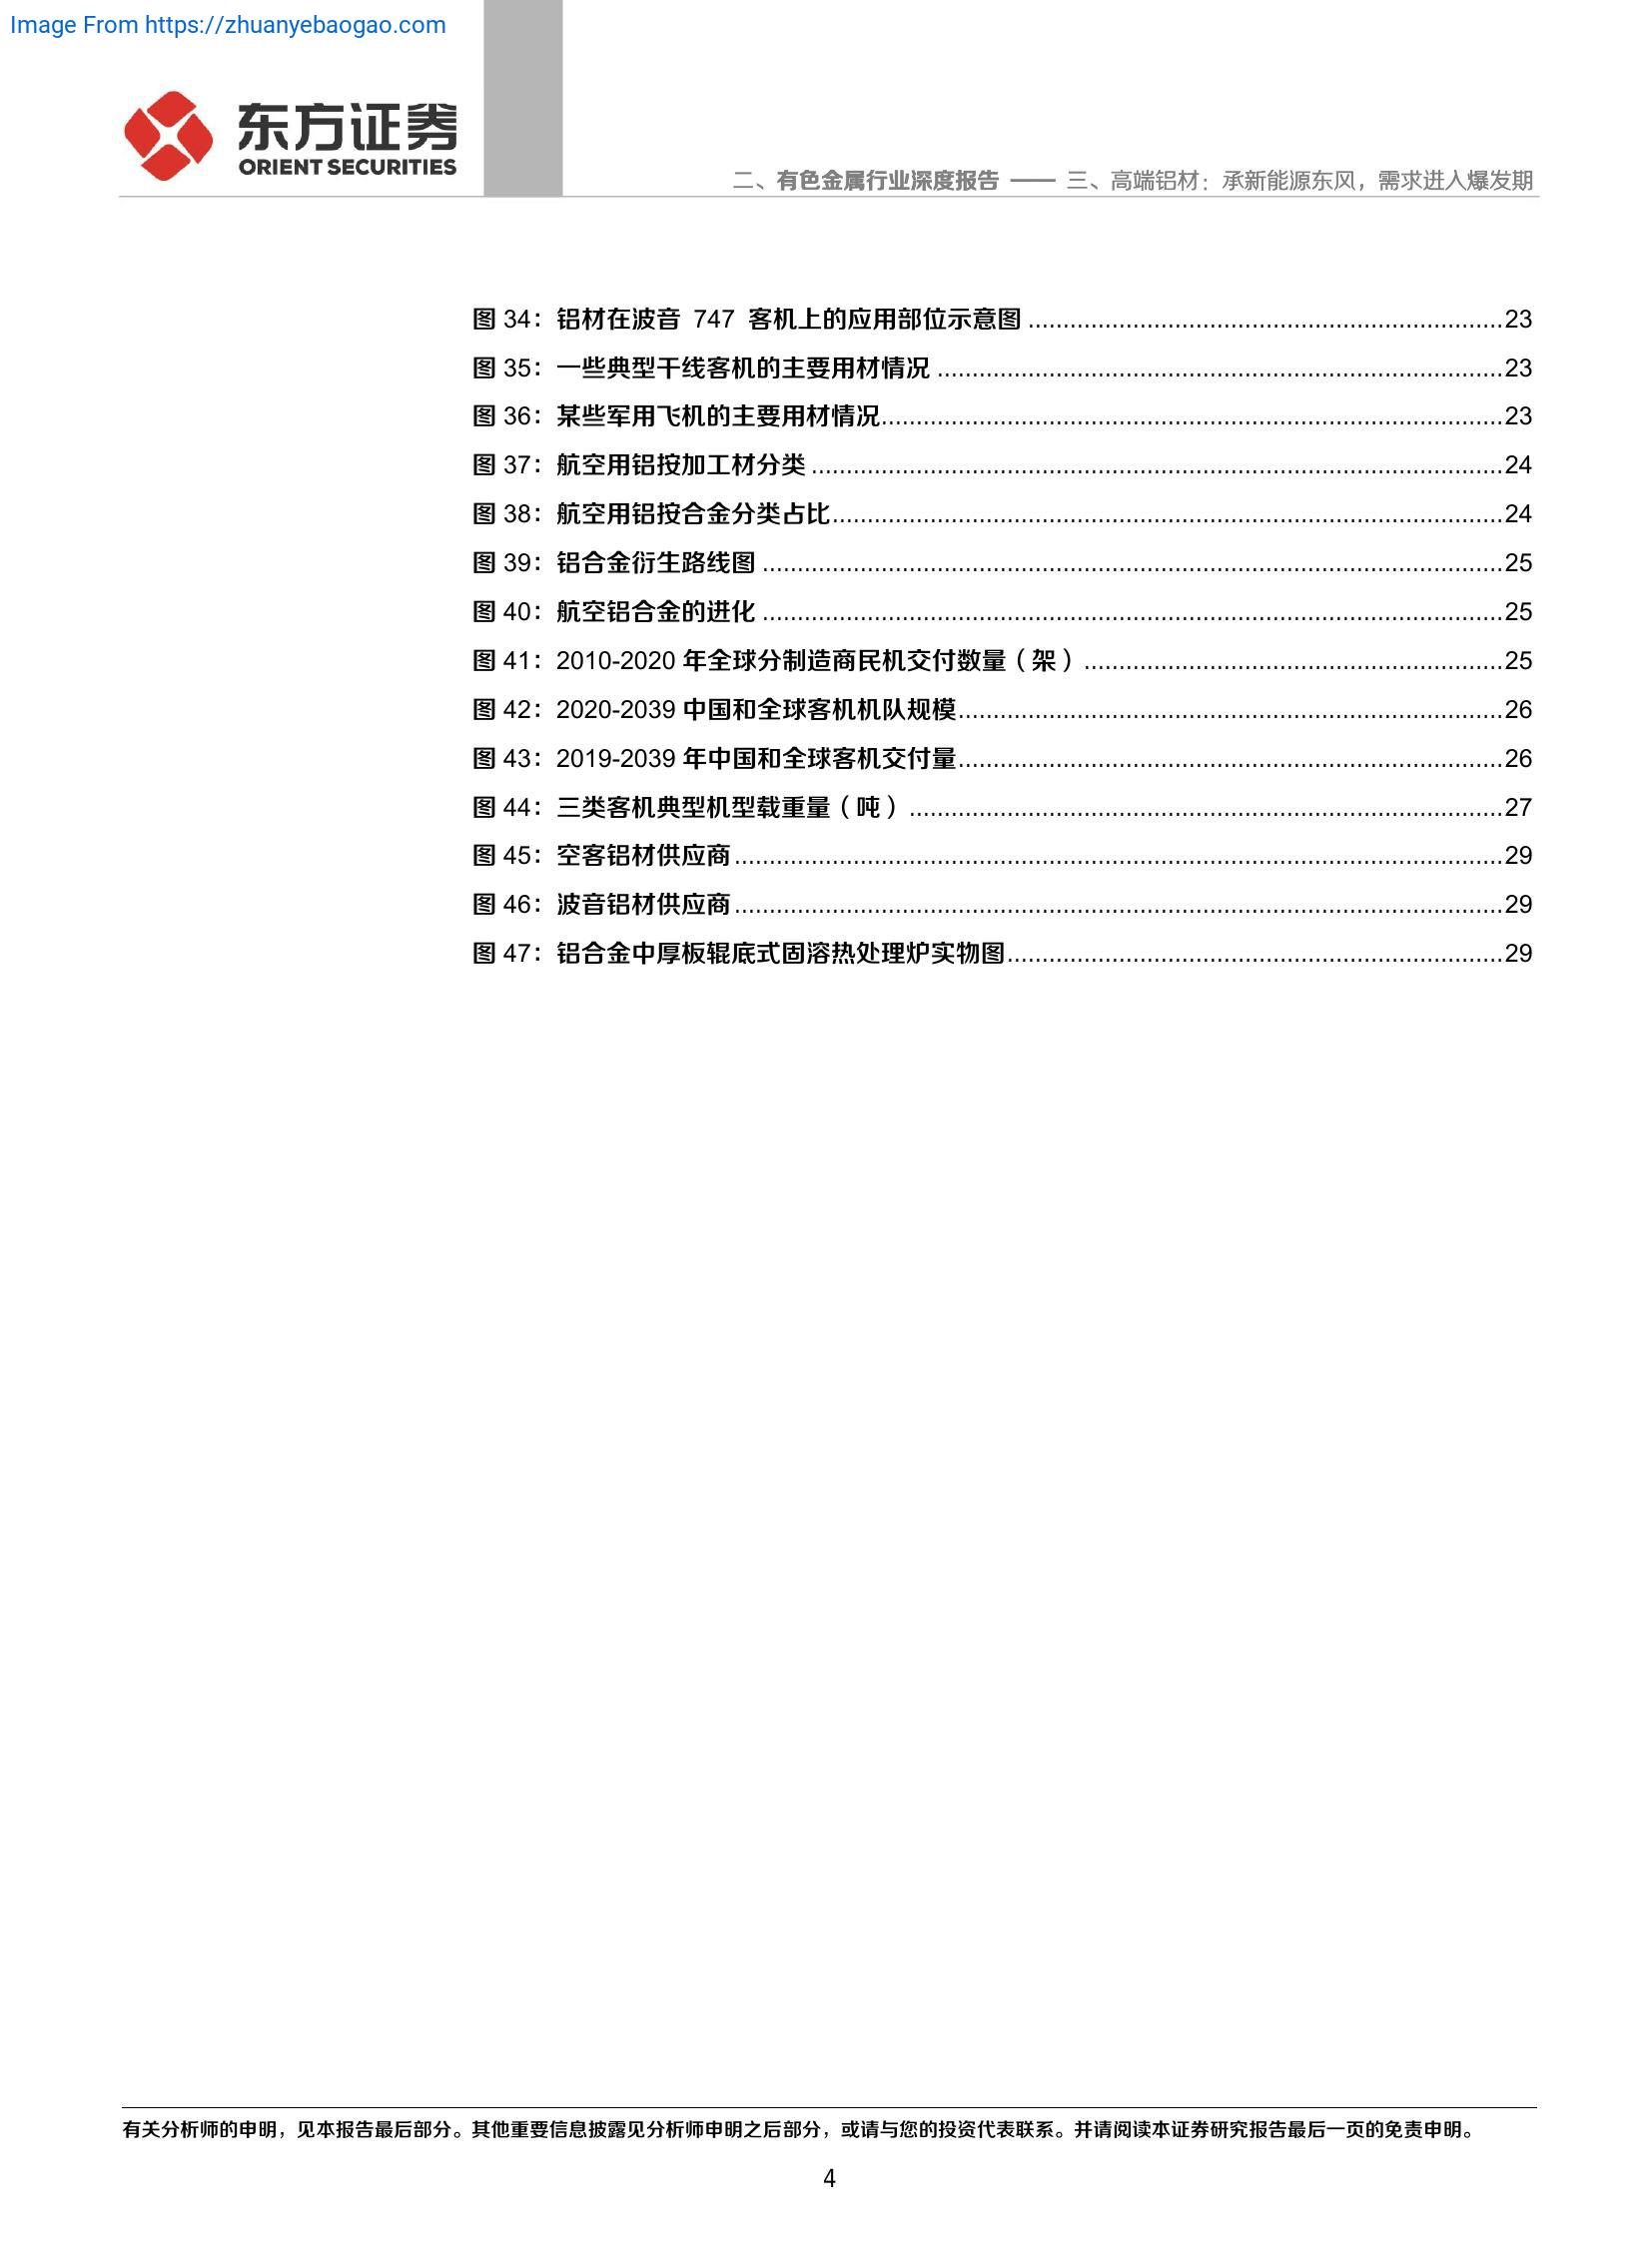 Image From https://zhuanyebaogao.com
东方证券
ORIENT SECURITIES
二、有色金属行业深度报告 —— 三、高端铝材：承新能源东风，需求进入爆发期
图 34：铝材在波音 747 客机上的应用部位示意图....................................................................23
图 35：一些典型干线客机的主要用材情况 .................................................................................23
图 36：某些军用飞机的主要用材情况.........................................................................................23
图 37：航空用铝按加工材分类 ...................................................................................................24
图 38：航空用铝按合金分类占比................................................................................................24
图 39：铝合金衍生路线图 ..........................................................................................................25
图 40：航空铝合金的进化 ..........................................................................................................25
图 41：2010-2020 年全球分制造商民机交付数量（架）............................................................25
图 42：2020-2039 中国和全球客机机队规模..............................................................................26
图 43：2019-2039 年中国和全球客机交付量..............................................................................26
图 44：三类客机典型机型载重量（吨）.....................................................................................27
图 45：空客铝材供应商..............................................................................................................29
图 46：波音铝材供应商..............................................................................................................29
图 47：铝合金中厚板辊底式固溶热处理炉实物图.......................................................................29
有关分析师的申明，见本报告最后部分。其他重要信息披露见分析师申明之后部分，或请与您的投资代表联系。并请阅读本证券研究报告最后一页的免责申明。
4